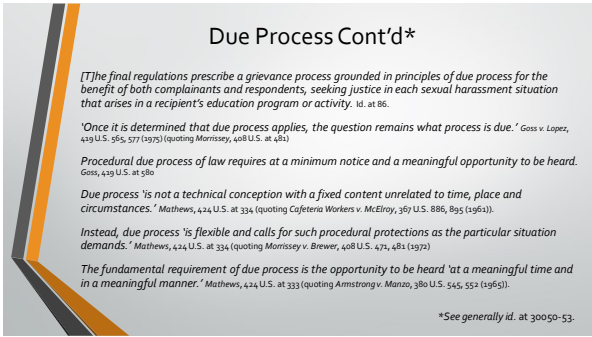 Due Process Cont’d*
[T]he final regulations prescribe a grievance process grounded in principles of due process for the
benefit of both complainants and respondents, seeking justice in each sexual harassment situation
that arises in a recipient’s education program or activity. Id. at 86.
‘Once it is determined that due process applies, the question remains what process is due.’ Goss v. Lopez,
419 U.S. 565, 577 (1975) (quoting Morrissey, 408 U.S. at 481)
Procedural due process of law requires at a minimum notice and a meaningful opportunity to be heard.
Goss, 419 U.S. at 580
Due process ‘is not a technical conception with a fixed content unrelated to time, place and
circumstances.’ Mathews, 424 U.S. at 334 (quoting Cafeteria Workers v. McElroy, 367 U.S. 886, 895 (1961)).
Instead, due process ‘is flexible and calls for such procedural protections as the particular situation
demands.’ Mathews, 424 U.S. at 334 (quoting Morrissey v. Brewer, 408 U.S. 471, 481 (1972)
The fundamental requirement of due process is the opportunity to be heard ‘at a meaningful time and
in a meaningful manner.’ Mathews, 424 U.S. at 333 (quoting Armstrong v. Manzo, 380 U.S. 545, 552 (1965)).
*See generally id. at 30050-53.